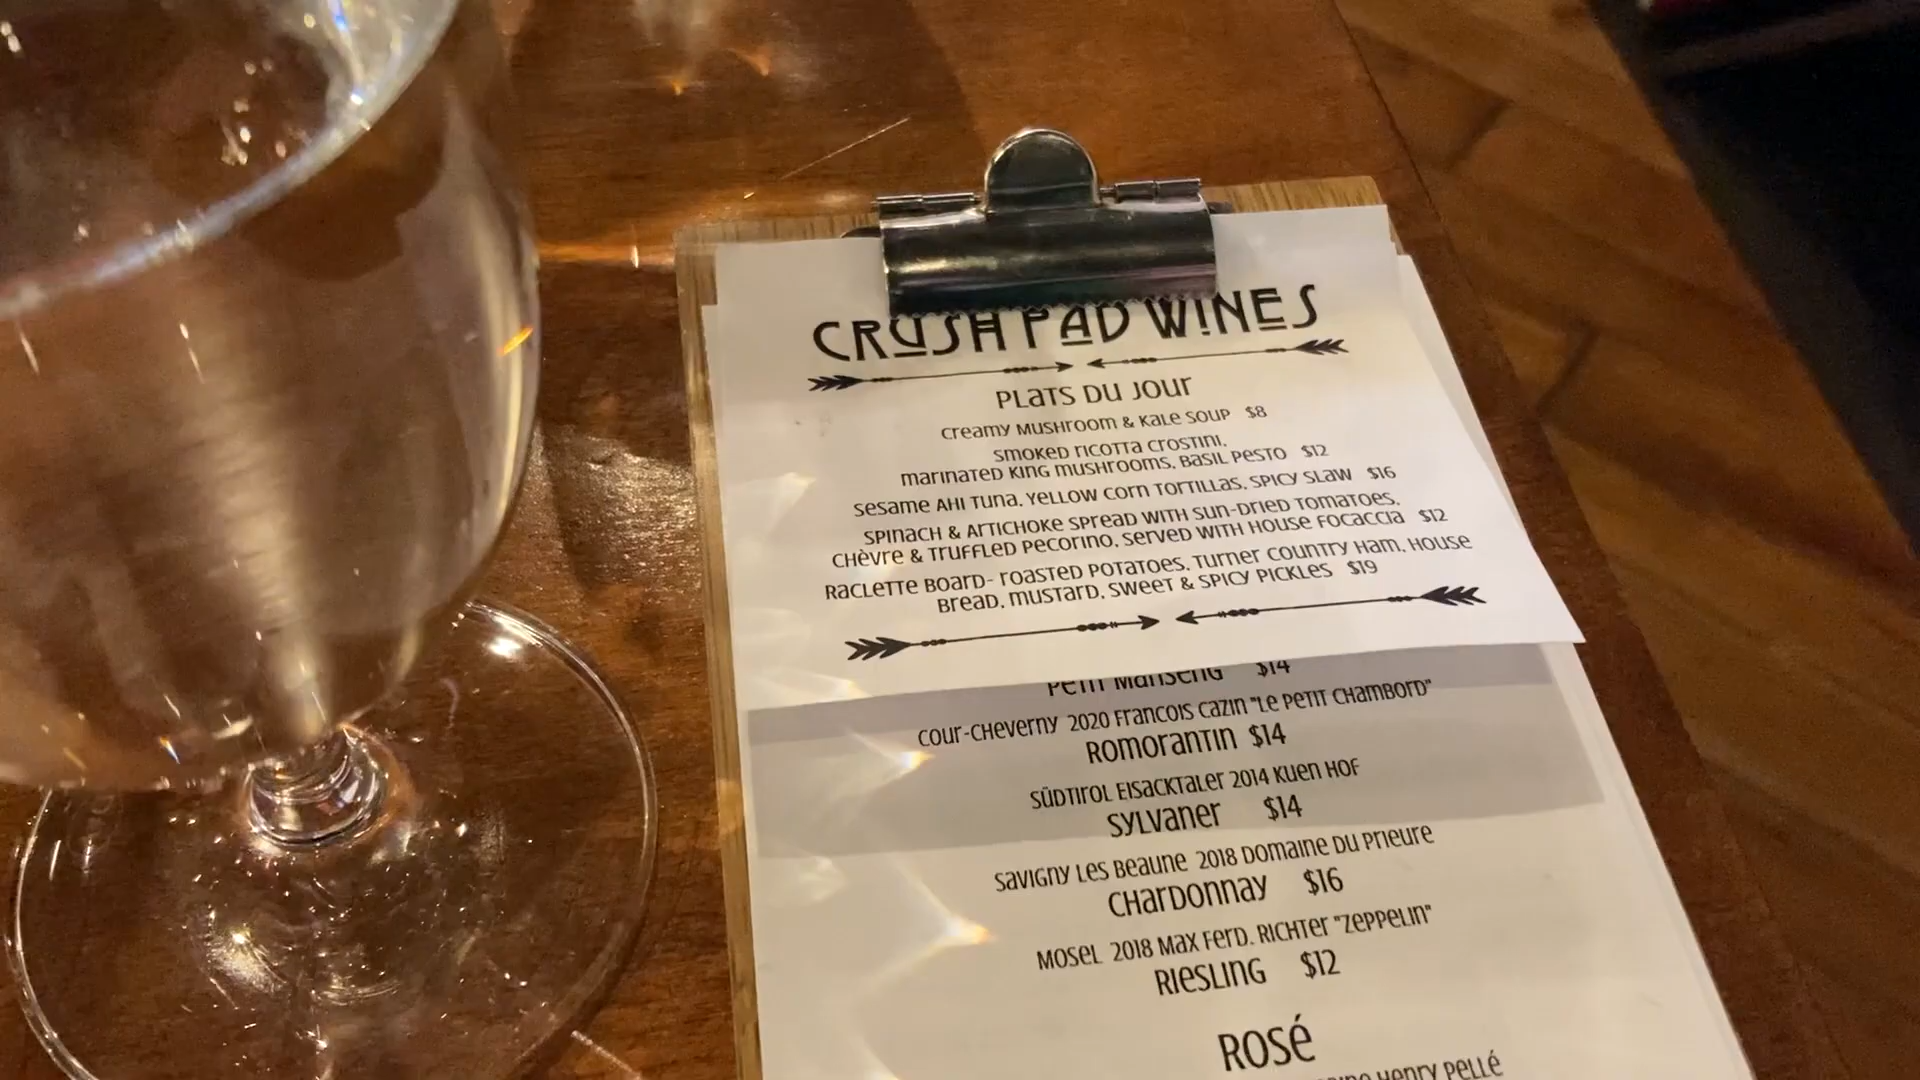 CRUSH PAD WINES
PLATS DU JOUR
CREAMY MUSHROOM & KALE SOUP $8
SMOKED RICOTTA CROSTINI,
MARINATED KING MUSHROOMS, BASIL PESTO $12
SESAME AHI TUNA, YELLOW CORN TORTILLAS, SPICY SLAW $16
SPINACH & ARTICHOKE SPREAD WITH SUN-DRIED TOMATOES,
CHÈVRE & TRUFFLED PECORINO, SERVED WITH HOUSE FOCACCIA $12
RACLETTE BOARD- ROASTED POTATOES, TURNER COUNTRY HAM, HOUSE
BREAD, MUSTARD, SWEET & SPICY PICKLES $19
PETIT MANSENG $14
COUR-CHEVERNY 2020 FRANCOIS CAZIN "LE PETIT CHAMBORD"
ROMORANTIN $14
SÜDTIROL EISACKTALER 2014 KUEN HOF
SYLVANER $14
SAVIGNY LES BEAUNE 2018 DOMAINE DU PRIEURE
CHARDONNAY $16
MOSEL 2018 MAX FERD. RICHTER "ZEPPELIN"
RIESLING $12
ROSÉ
HENRY PELLÉ